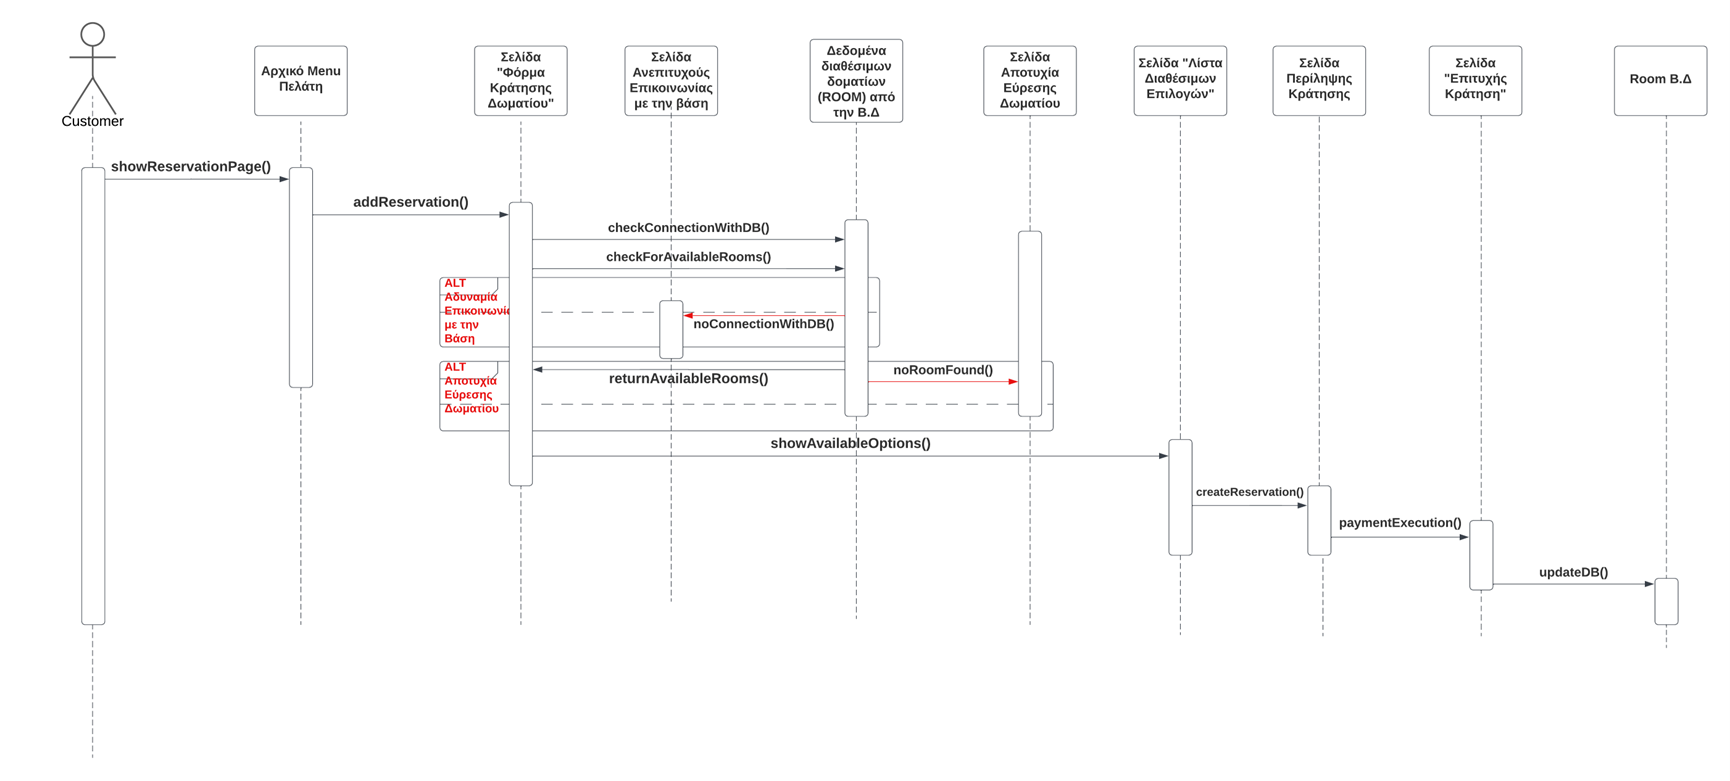 Customer
Αρχικό Menu
Πελάτη
Σελίδα
"Φόρμα
Κράτησης
Δωματίου"
Σελίδα
Ανεπιτυχούς
Επικοινωνίας
με την βάση
Δεδομένα
διαθέσιμων
δοματίων
(ROOM) από
την Β.Δ
Σελίδα
Αποτυχία
Εύρεσης
Δωματίου
Σελίδα "Λίστα
Διαθέσιμων
Επιλογών"
Σελίδα
Περίληψης
Κράτησης
Σελίδα
"Επιτυχής
Κράτηση"
Room Β.Δ
showReservationPage()
addReservation()
checkConnectionWithDB()
checkForAvailableRooms()
ALT
Αδυναμία
Επικοινωνίας
με την
Βάση
noConnectionWithDB()
ALT
Αποτυχία
Εύρεσης
Δωματίου
returnAvailableRooms()
noRoomFound()
showAvailableOptions()
createReservation()
paymentExecution()
updateDB()